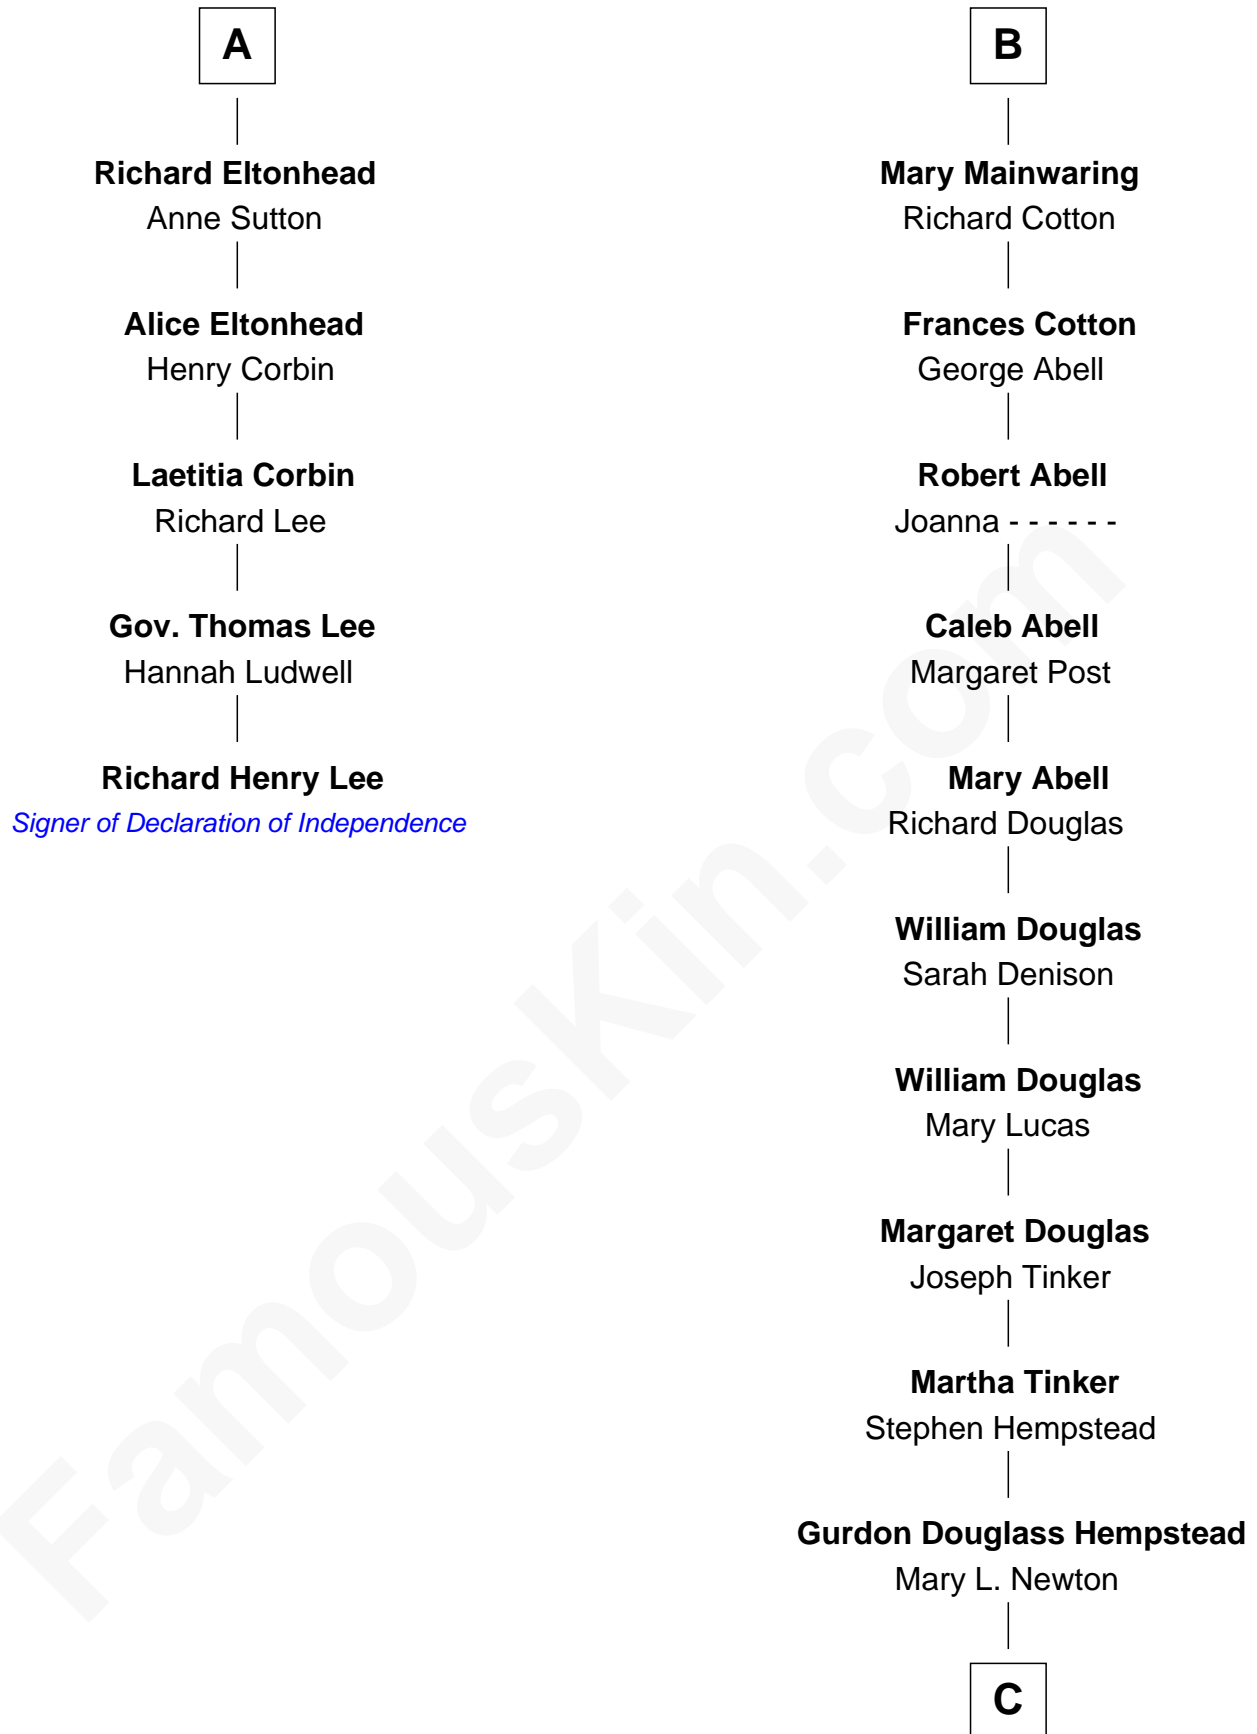 A
Richard Eltonhead
Anne Sutton
Alice Eltonhead
Henry Corbin
Laetitia Corbin
Richard Lee
Gov. Thomas Lee
Hannah Ludwell
Richard Henry Lee
Signer of Declaration of Independence
B
Mary Mainwaring
Richard Cotton
Frances Cotton
George Abell
Robert Abell
Joanna - - - - - -
Caleb Abell
Margaret Post
Mary Abell
Richard Douglas
William Douglas
Sarah Denison
William Douglas
Mary Lucas
Margaret Douglas
Joseph Tinker
Martha Tinker
Stephen Hempstead
Gurdon Douglass Hempstead
Mary L. Newton
C
FamousKin.com